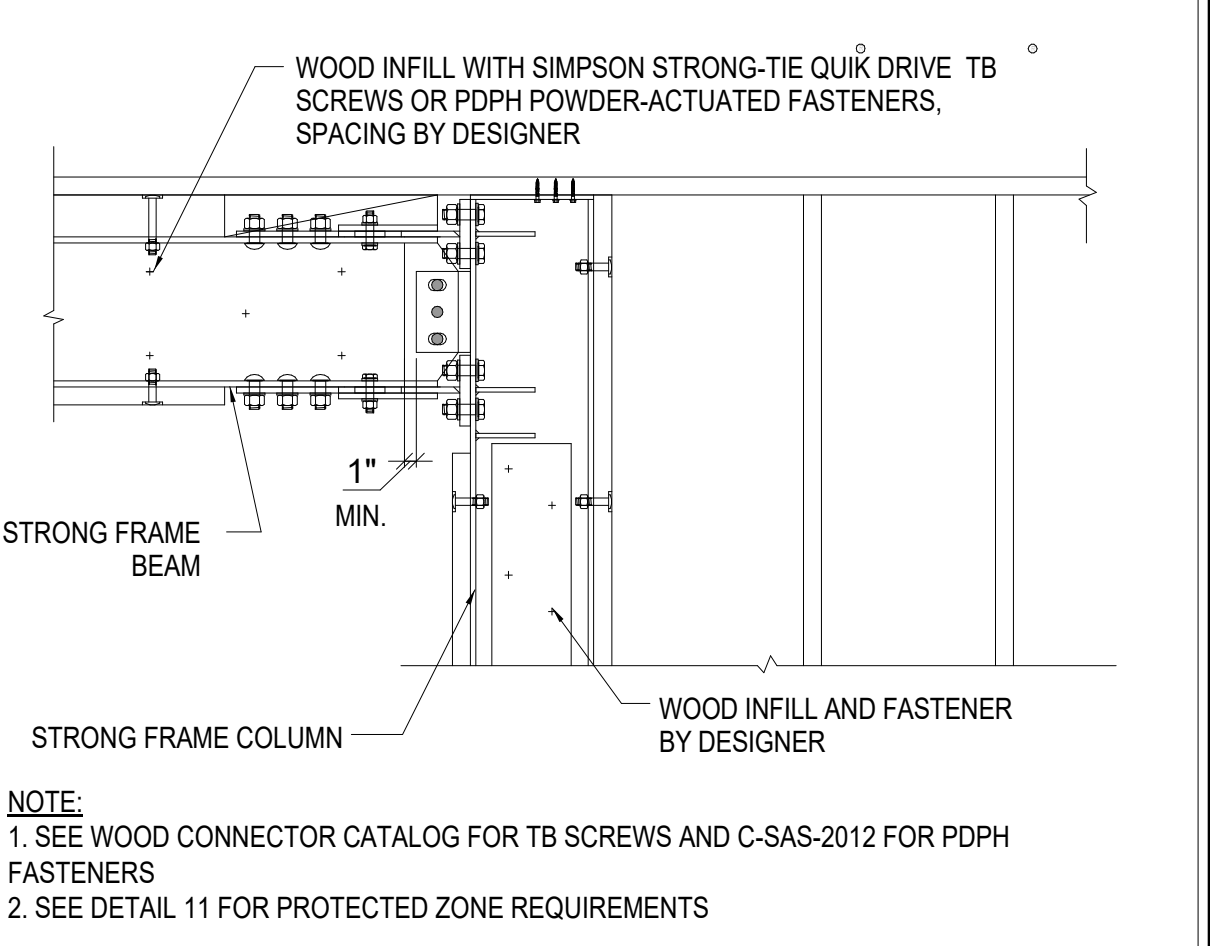 WOOD INFILL WITH SIMPSON STRONG-TIE QUIK DRIVE TB
SCREWS OR PDPH POWDER-ACTUATED FASTENERS,
SPACING BY DESIGNER
1"
MIN.
STRONG FRAME
BEAM
WOOD INFILL AND FASTENER
BY DESIGNER
STRONG FRAME COLUMN
NOTE:
1. SEE WOOD CONNECTOR CATALOG FOR TB SCREWS AND C-SAS-2012 FOR PDPH
FASTENERS
2. SEE DETAIL 11 FOR PROTECTED ZONE REQUIREMENTS